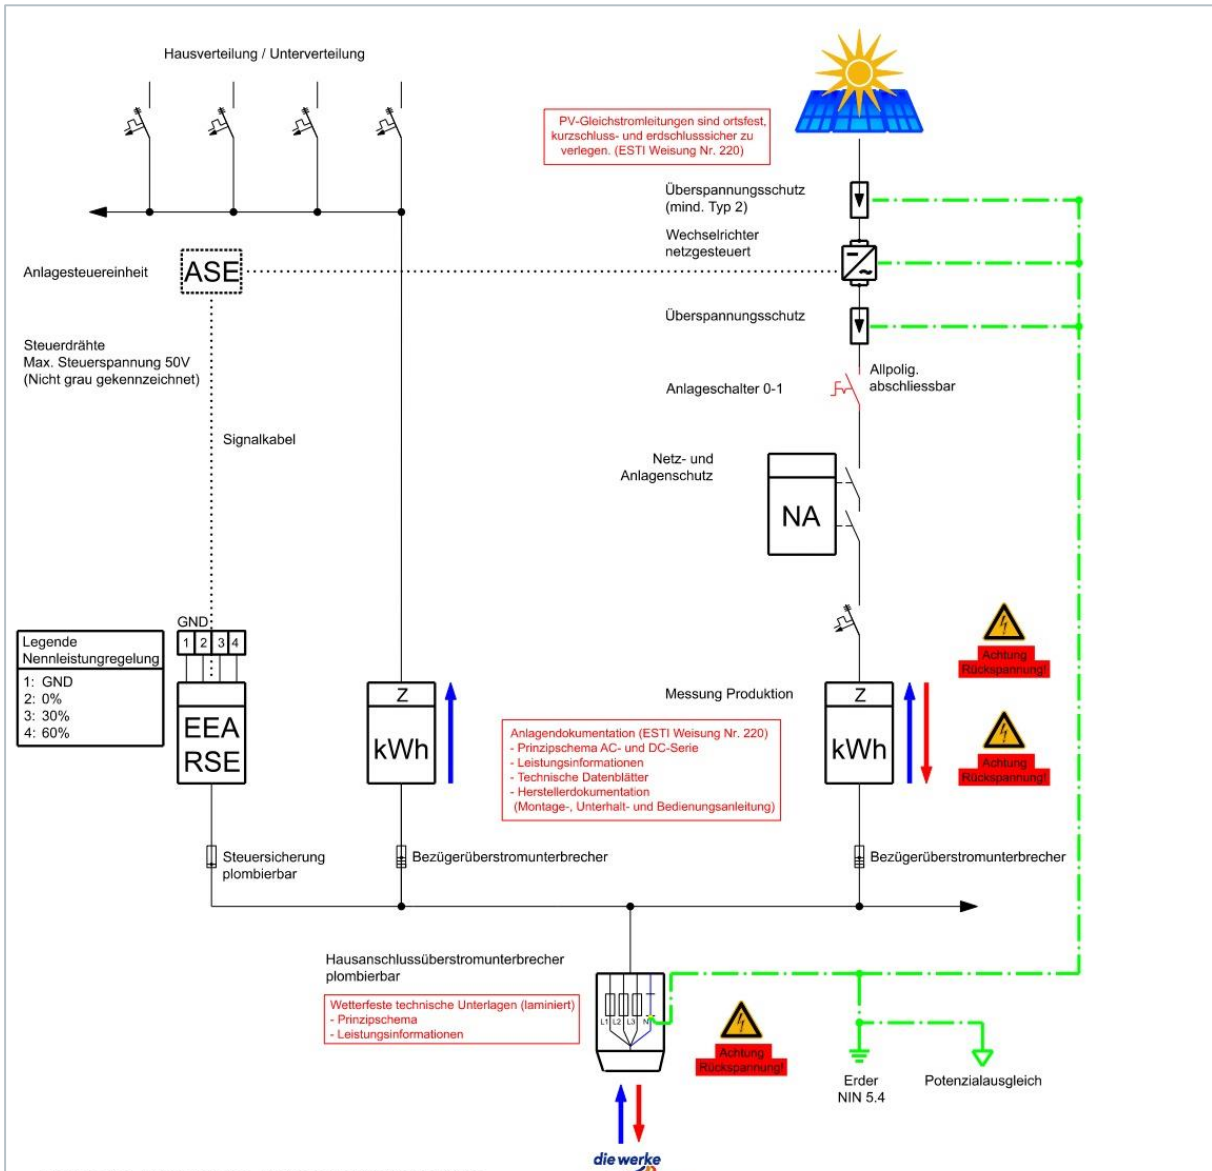 Hausverteilung / Unterverteilung
PV-Gleichstromleitungen sind ortsfest,
kurzschluss- und erdschlusssicher zu
verlegen. (ESTI Weisung Nr. 220)
Überspannungsschutz
(mind. Typ 2)
Wechselrichter
netzgesteuert
Anlagesteuereinheit
ASE
Überspannungsschutz
Steuerdrähte
Max. Steuerspannung 50V
(Nicht grau gekennzeichnet)
Allpolig.
abschliessbar
Anlageschalter 0-1
Signalkabel
Netz- und
Anlagenschutz
NA
GND
1 2 3 4
Legende
Nennleistungregelung
1: GND
2: 0%
3: 30%
4: 60%
EEA
RSE
Z
kWh
Messung Produktion
Z
kWh
Achtung
Rückspannung!
Achtung
Rückspannung!
Anlagendokumentation (ESTI Weisung Nr. 220)
- Prinzipschema AC- und DC-Serie
- Leistungsinformationen
- Technische Datenblätter
- Herstellerdokumentation
(Montage-, Unterhalt- und Bedienungsanleitung)
Steuersicherung
plombierbar
Bezügerüberstromunterbrecher
Bezügerüberstromunterbrecher
Hausanschlussüberstromunterbrecher
plombierbar
Wetterfeste technische Unterlagen (laminiert)
- Prinzipschema
- Leistungsinformationen
L1 L2 L3 N
Achtung
Rückspannung!
Erder
NIN 5.4
Potenzialausgleich
die werke